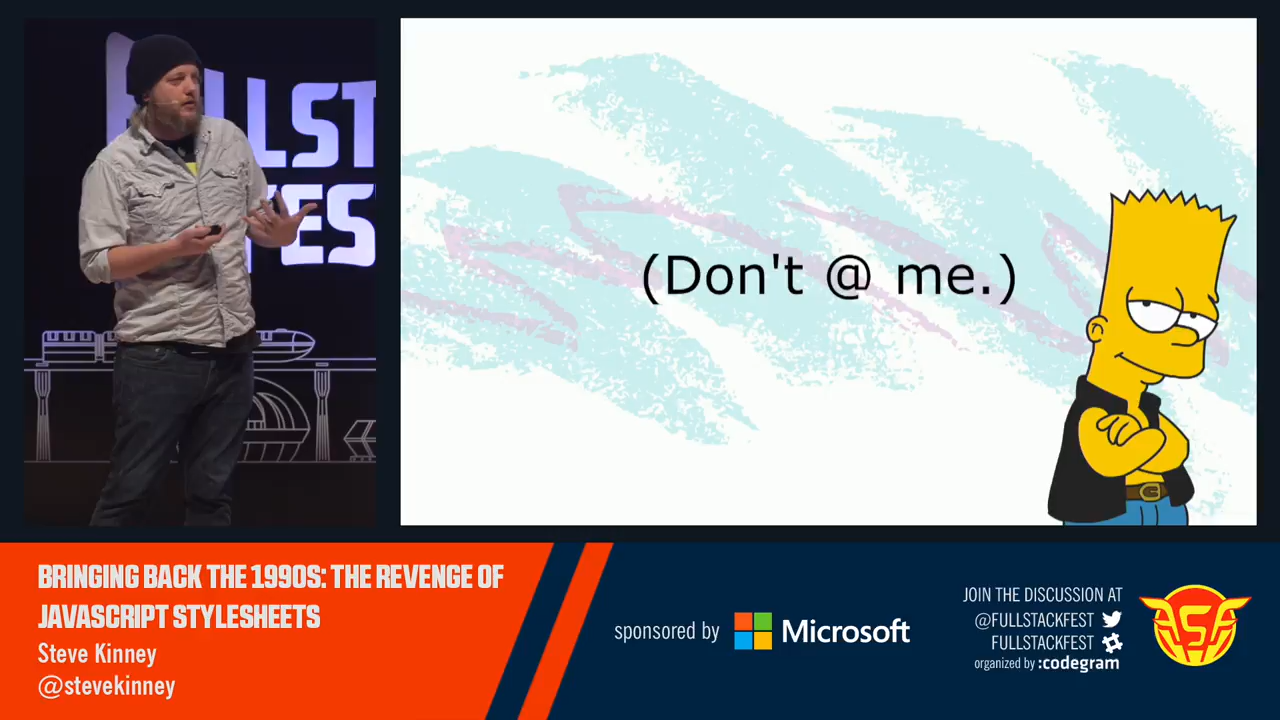 (Don't @ me.)
BRINGING BACK THE 1990S: THE REVENGE OF
JAVASCRIPT STYLESHEETS
Steve Kinney
@stevekinney
sponsored by Microsoft
JOIN THE DISCUSSION AT
@FULLSTACKFEST
FULLSTACKFEST
organized by :codegram
FSF